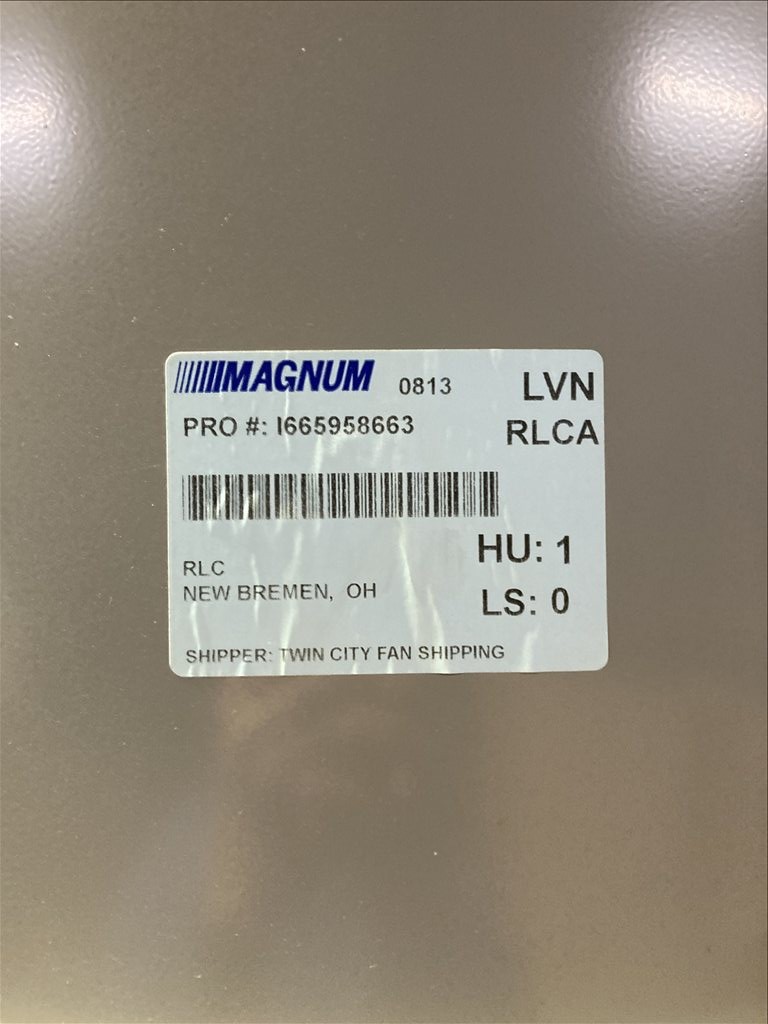 MAGNUM 0813 LVN
PRO #: I665958663 RLCA
HU: 1
RLC
NEW BREMEN, OH
LS: 0
SHIPPER: TWIN CITY FAN SHIPPING